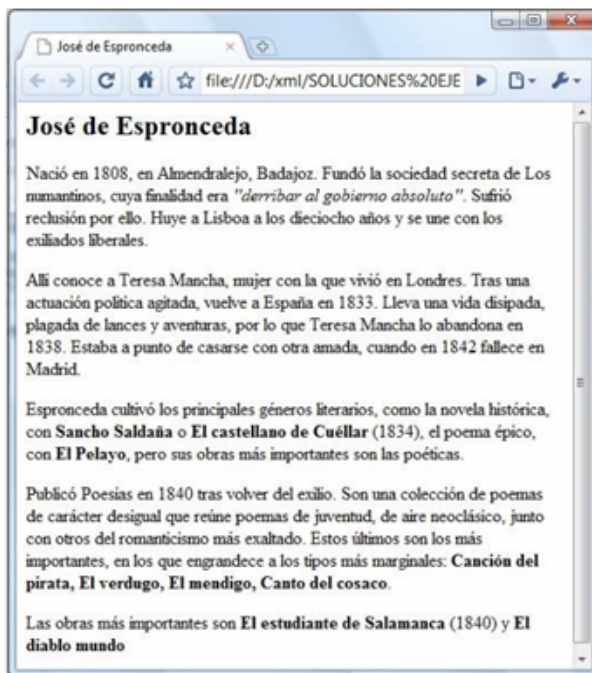 José de Espronceda
file:///D:/xml/SOLUCIONES%20EJE
José de Espronceda
Nació en 1808, en Almendralejo, Badajoz. Fundó la sociedad secreta de Los
numantinos, cuya finalidad era "derribar al gobierno absoluto". Sufrió
reclusión por ello. Huye a Lisboa a los dieciocho años y se une con los
exiliados liberales.
Allí conoce a Teresa Mancha, mujer con la que vivió en Londres. Tras una
actuación política agitada, vuelve a España en 1833. Lleva una vida disipada,
plagada de lances y aventuras, por lo que Teresa Mancha lo abandona en
1838. Estaba a punto de casarse con otra amada, cuando en 1842 fallece en
Madrid.
Espronceda cultivó los principales géneros literarios, como la novela histórica,
con Sancho Saldaña o El castellano de Cuéllar (1834), el poema épico,
con El Pelayo, pero sus obras más importantes son las poéticas.
Publicó Poesías en 1840 tras volver del exilio. Son una colección de poemas
de carácter desigual que reúne poemas de juventud, de aire neoclásico, junto
con otros del romanticismo más exaltado. Estos últimos son los más
importantes, en los que engrandece a los tipos más marginales: Canción del
pirata, El verdugo, El mendigo, Canto del cosaco.
Las obras más importantes son El estudiante de Salamanca (1840) y El
diablo mundo